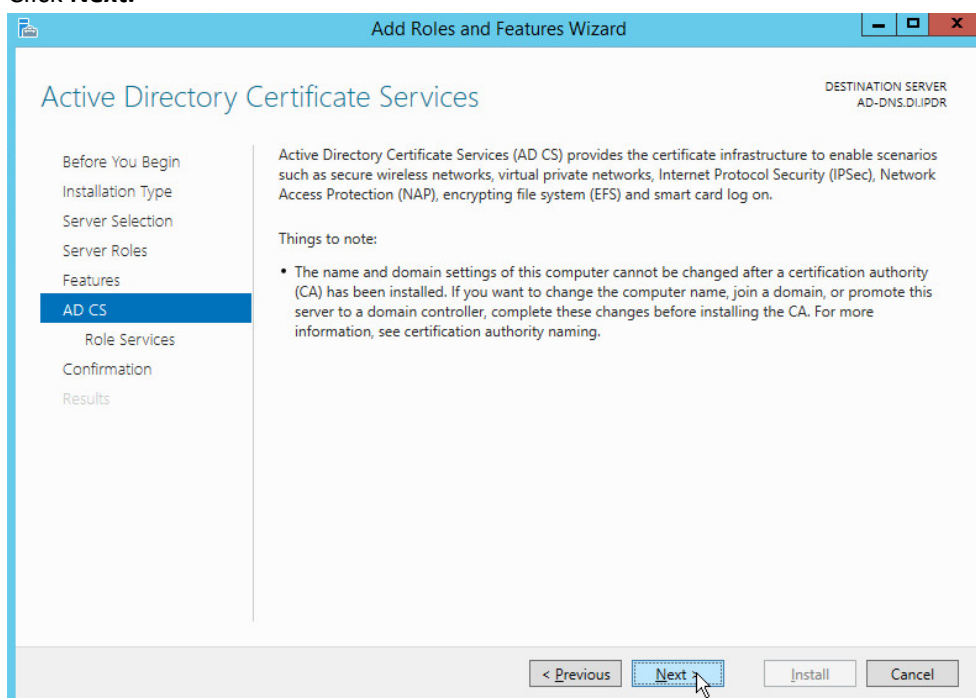 Click Next.
Add Roles and Features Wizard
Active Directory Certificate Services
DESTINATION SERVER
AD-DNS.DI.IPDR
Before You Begin
Installation Type
Server Selection
Server Roles
Features
AD CS
Role Services
Confirmation
Results
Active Directory Certificate Services (AD CS) provides the certificate infrastructure to enable scenarios
such as secure wireless networks, virtual private networks, Internet Protocol Security (IPSec), Network
Access Protection (NAP), encrypting file system (EFS) and smart card log on.
Things to note:
• The name and domain settings of this computer cannot be changed after a certification authority
(CA) has been installed. If you want to change the computer name, join a domain, or promote this
server to a domain controller, complete these changes before installing the CA. For more
information, see certification authority naming.
< Previous
Next >
Install
Cancel